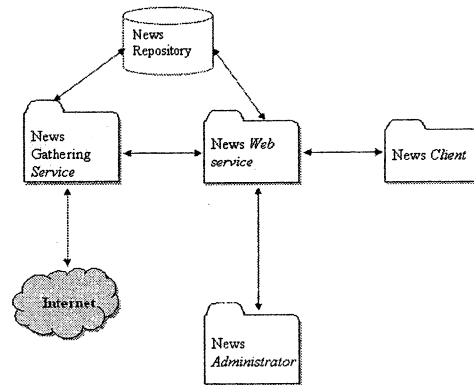 News
Repository
News
Gathering
Service
News Web
service
News Client
Internet
News
Administrator